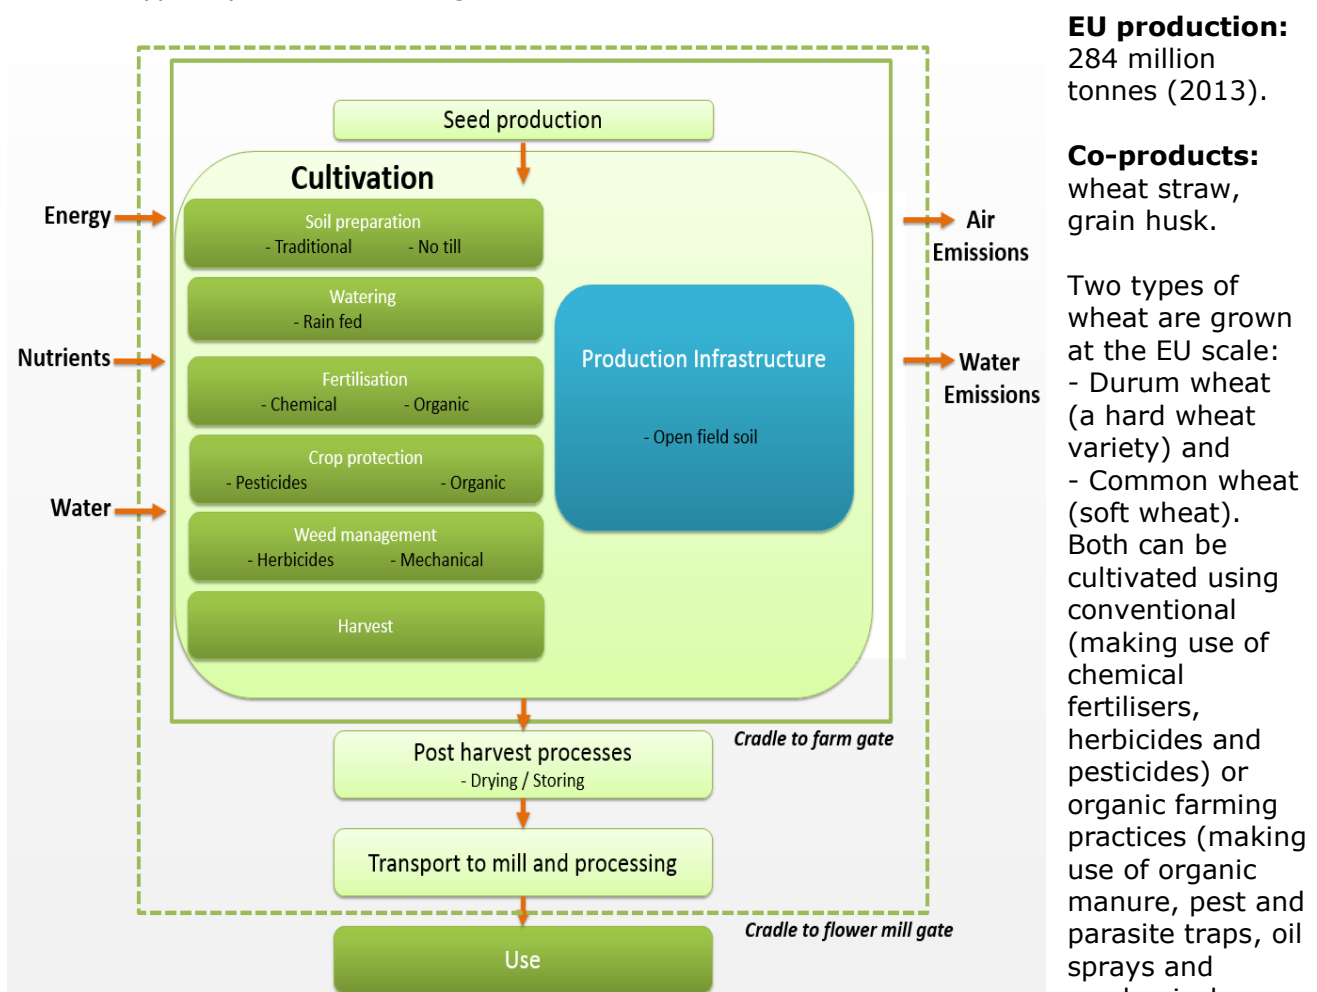 Seed production
Cultivation
Soil preparation
- Traditional - No till
Watering
- Rain fed
Fertilisation
- Chemical - Organic
Crop protection
- Pesticides - Organic
Weed management
- Herbicides - Mechanical
Harvest
Production Infrastructure
- Open field soil
Energy
Nutrients
Water
Air
Emissions
Water
Emissions
Cradle to farm gate
Post harvest processes
- Drying / Storing
Transport to mill and processing
Cradle to flower mill gate
Use
EU production:
284 million
tonnes (2013).
Co-products:
wheat straw,
grain husk.
Two types of
wheat are grown
at the EU scale:
- Durum wheat
(a hard wheat
variety) and
- Common wheat
(soft wheat).
Both can be
cultivated using
conventional
(making use of
chemical
fertilisers,
herbicides and
pesticides) or
organic farming
practices (making
use of organic
manure, pest and
parasite traps, oil
sprays and